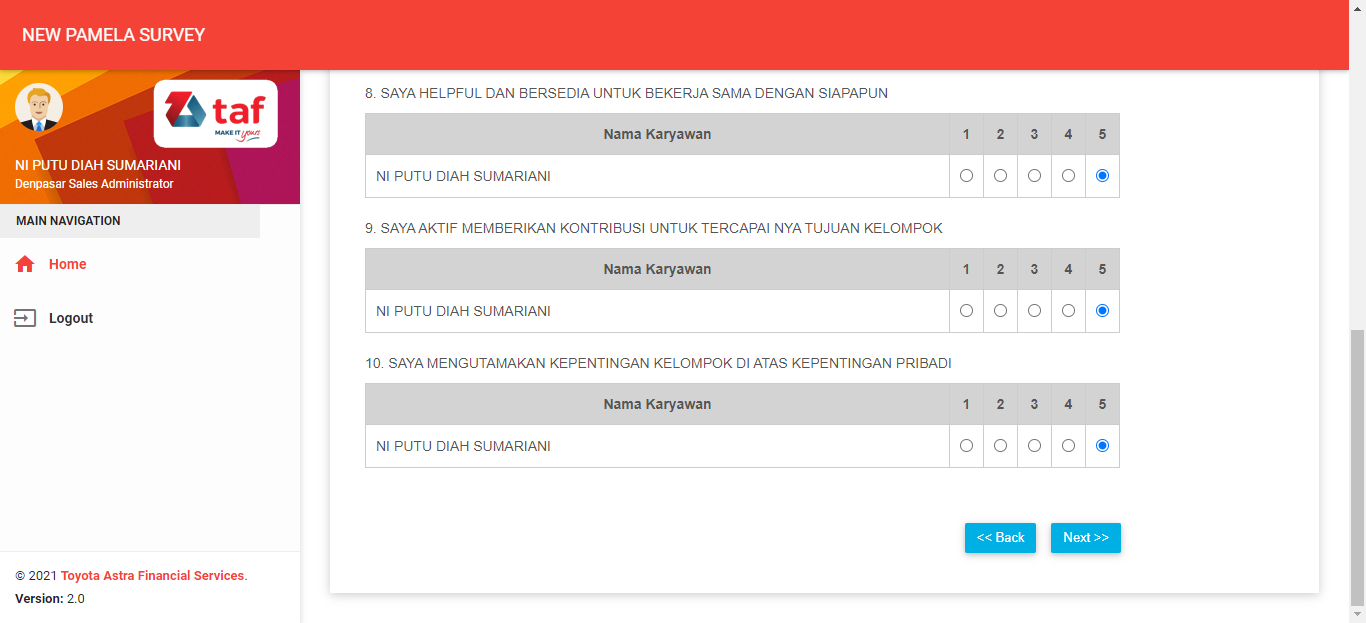 NEW PAMELA SURVEY
taf
MAKE IT yours
NI PUTU DIAH SUMARIANI
Denpasar Sales Administrator
MAIN NAVIGATION
Home
Logout
© 2021 Toyota Astra Financial Services.
Version: 2.0
8. SAYA HELPFUL DAN BERSEDIA UNTUK BEKERJA SAMA DENGAN SIAPAPUN
Nama Karyawan 1 2 3 4 5
NI PUTU DIAH SUMARIANI
9. SAYA AKTIF MEMBERIKAN KONTRIBUSI UNTUK TERCAPAI NYA TUJUAN KELOMPOK
Nama Karyawan 1 2 3 4 5
NI PUTU DIAH SUMARIANI
10. SAYA MENGUTAMAKAN KEPENTINGAN KELOMPOK DI ATAS KEPENTINGAN PRIBADI
Nama Karyawan 1 2 3 4 5
NI PUTU DIAH SUMARIANI
<< Back Next >>